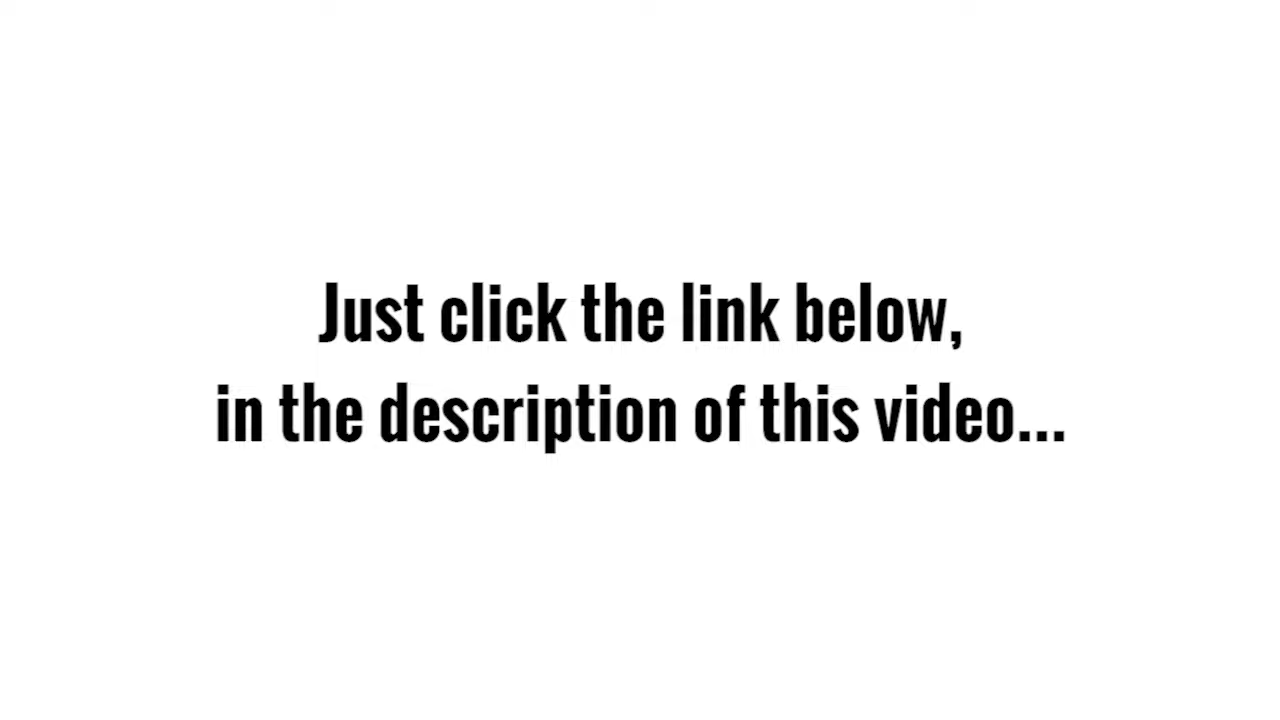 Just click the link below,
in the description of this video...